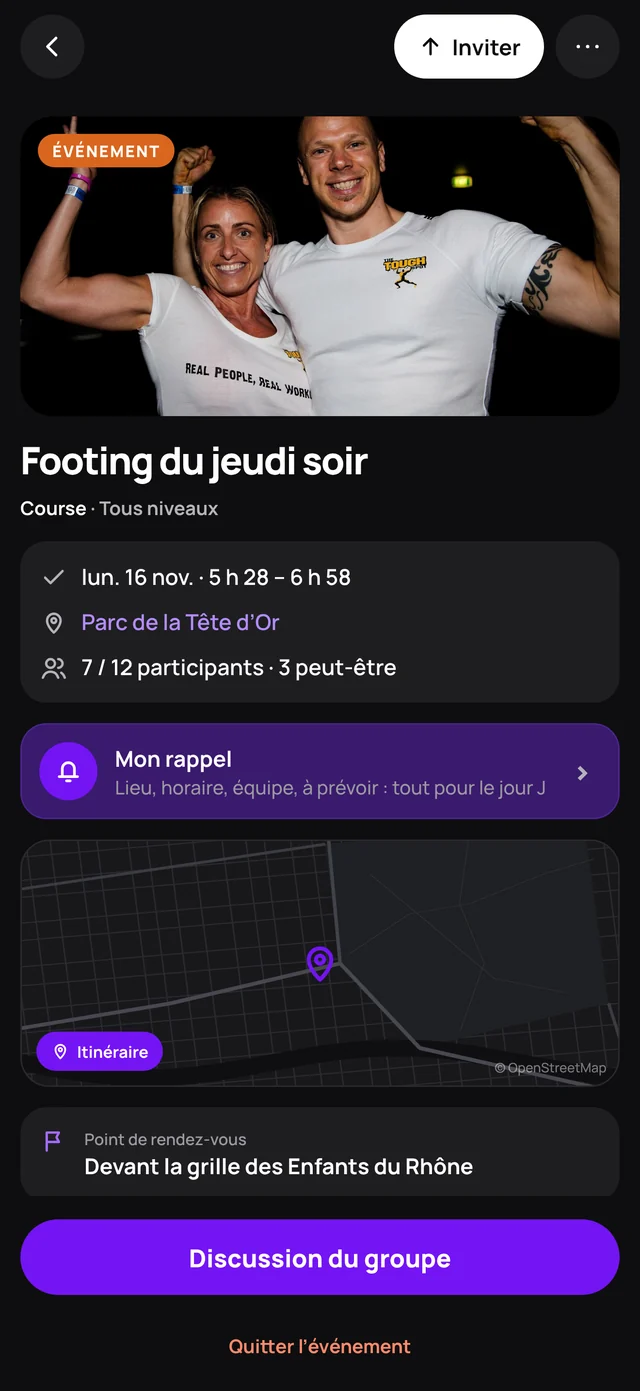 Inviter
ÉVÉNEMENT
THE
TOUGH
REAL PEOPLE, REAL WORK
Footing du jeudi soir
Course · Tous niveaux
lun. 16 nov. · 5 h 28 – 6 h 58
Parc de la Tête d’Or
7 / 12 participants · 3 peut-être
Mon rappel
Lieu, horaire, équipe, à prévoir : tout pour le jour J
Itinéraire
© OpenStreetMap
Point de rendez-vous
Devant la grille des Enfants du Rhône
Discussion du groupe
Quitter l’événement